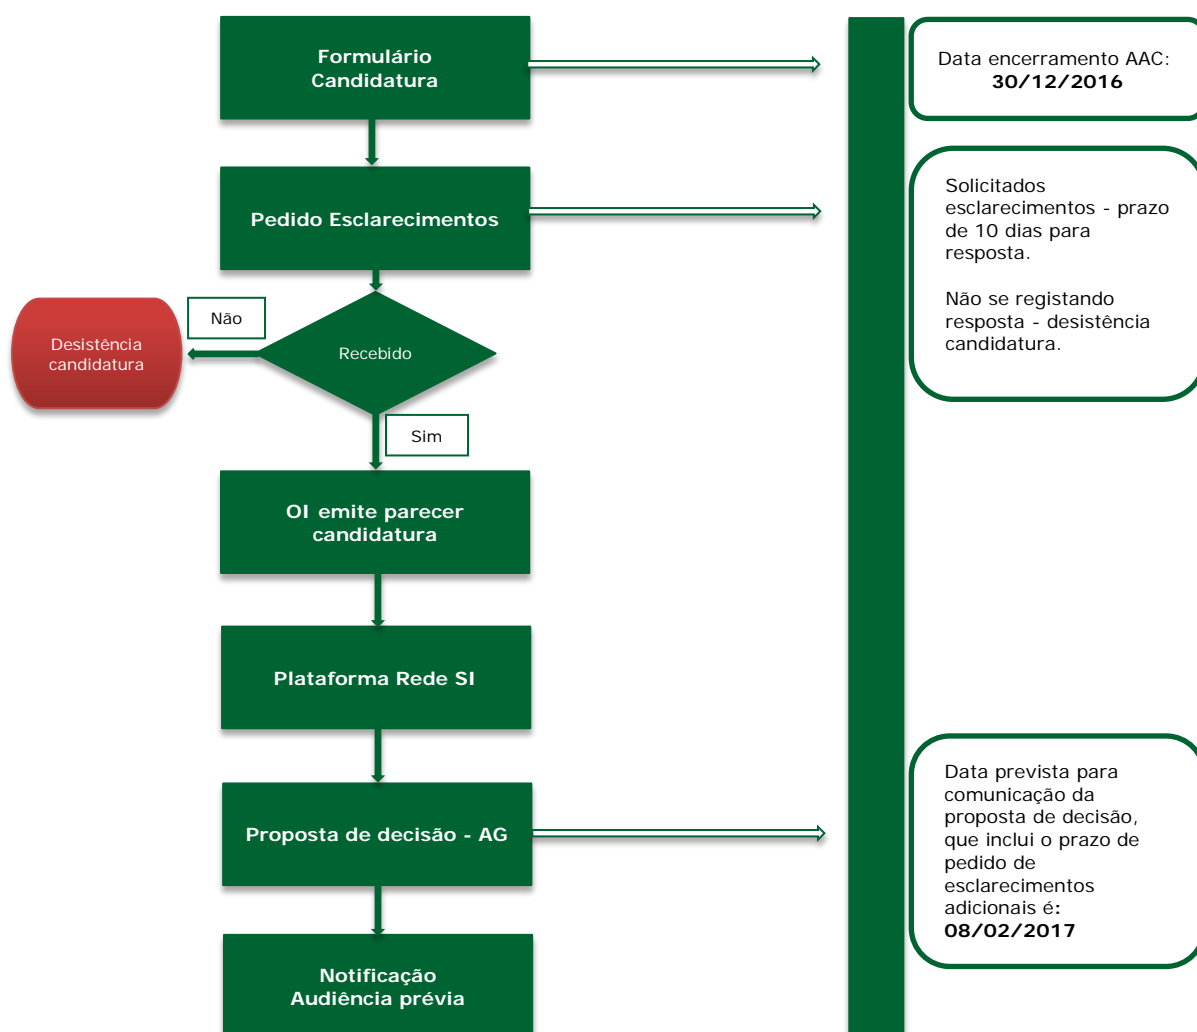 Formulário
Candidatura
Data encerramento AAC:
30/12/2016
Pedido Esclarecimentos
Solicitados
esclarecimentos - prazo
de 10 dias para
resposta.
Não se registando
resposta - desistência
candidatura.
Não
Desistência
candidatura
Recebido
Sim
OI emite parecer
candidatura
Plataforma Rede SI
Proposta de decisão - AG
Data prevista para
comunicação da
proposta de decisão,
que inclui o prazo de
pedido de
esclarecimentos
adicionais é:
08/02/2017
Notificação
Audiência prévia